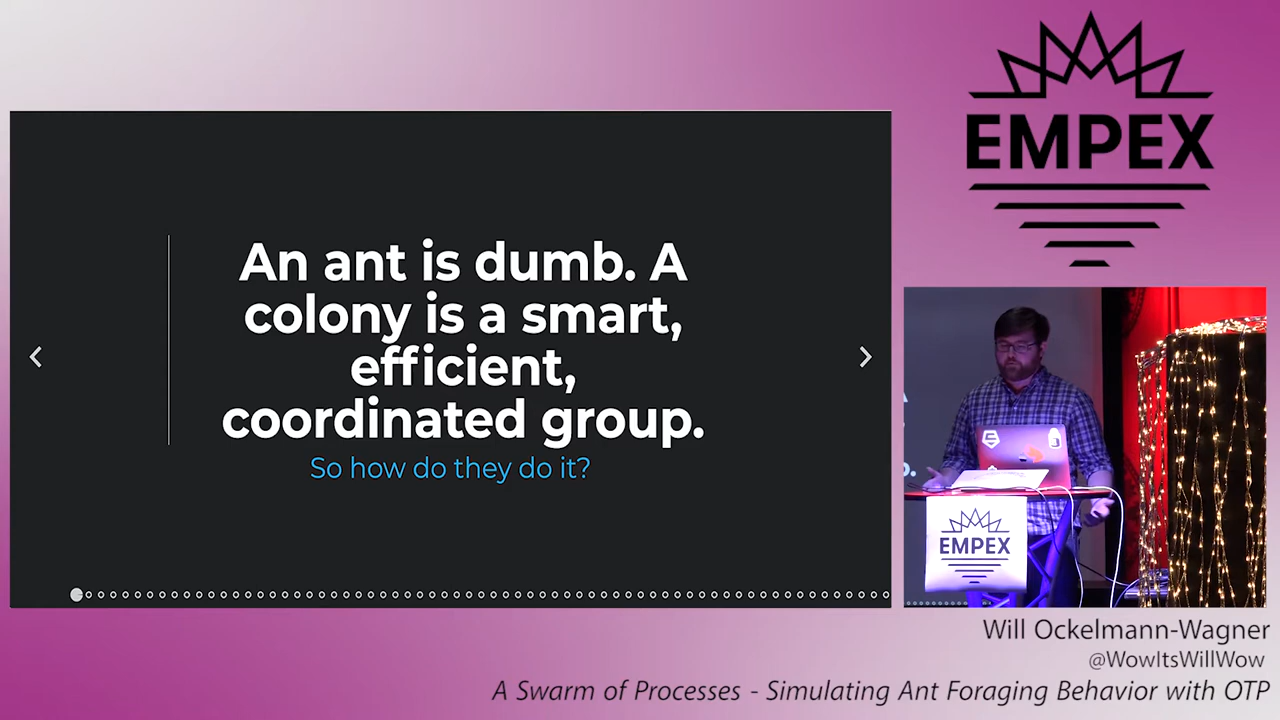 EMPEX
An ant is dumb. A
colony is a smart,
efficient,
coordinated group.
So how do they do it?
EMPEX
Will Ockelmann-Wagner
@WowItsWillWow
A Swarm of Processes - Simulating Ant Foraging Behavior with OTP